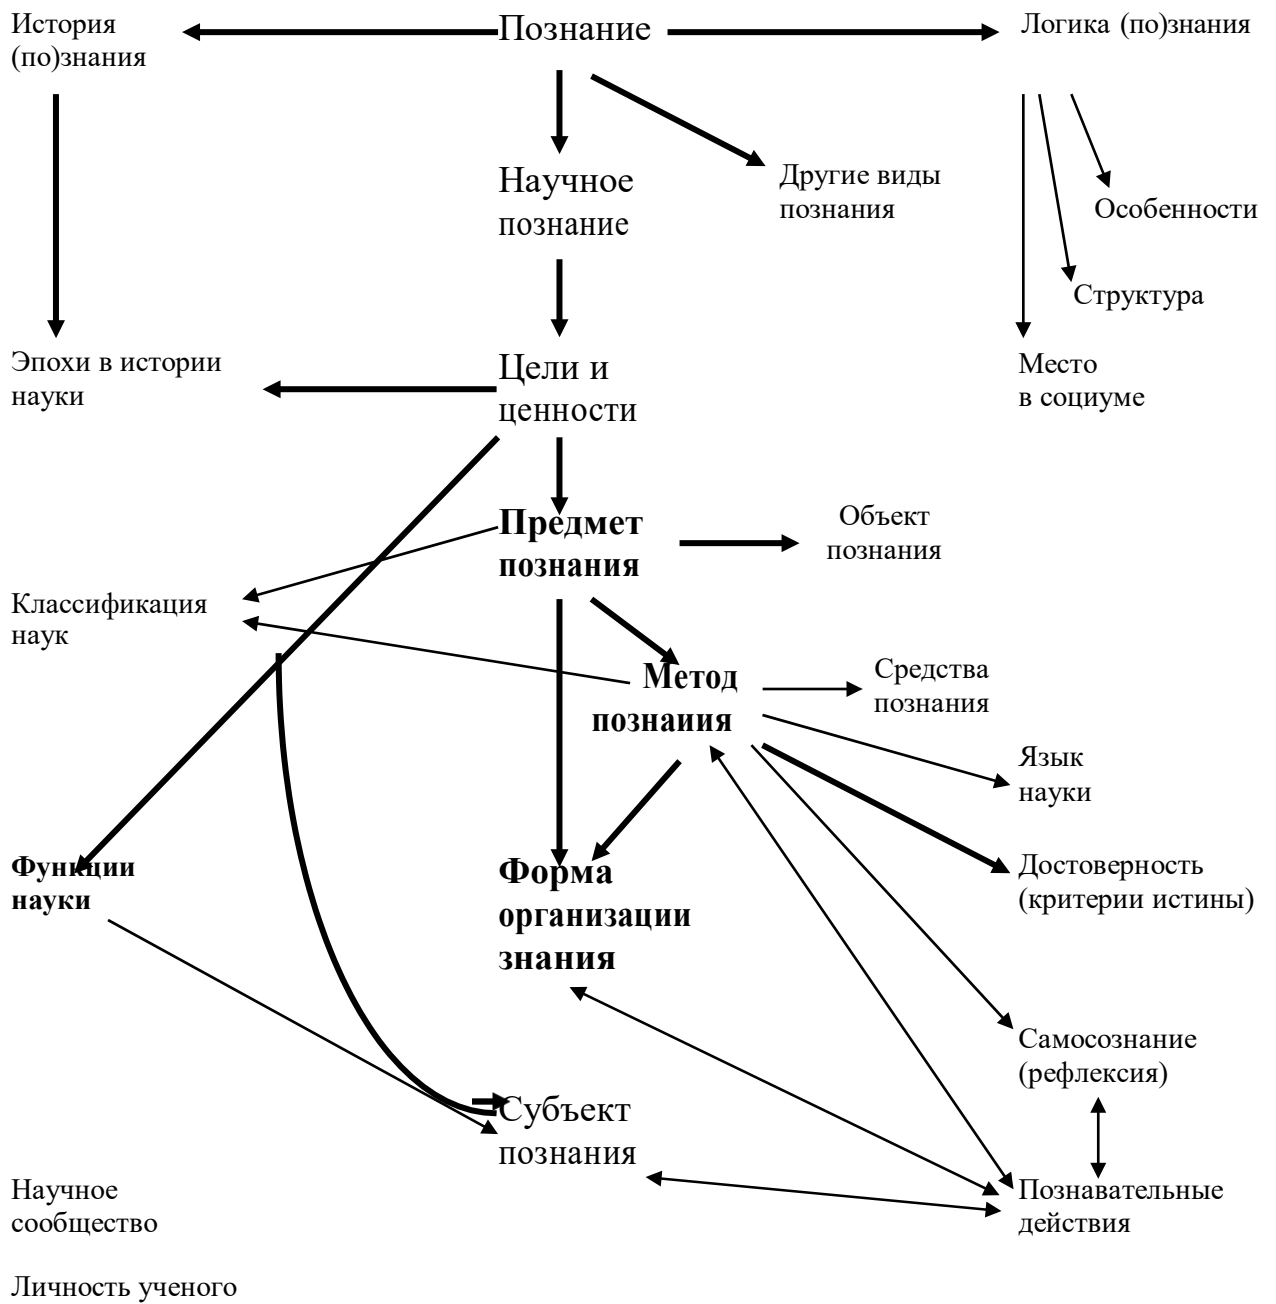 История
(по)знания
Познание
Логика (по)знания
Научное
познание
Другие виды
познания
Особенности
Структура
Эпохи в истории
науки
Цели и
ценности
Место
в социуме
Предмет
познания
Объект
познания
Классификация
наук
Метод
познаиия
Средства
познания
Язык
науки
Функции
науки
Форма
организации
знания
Достоверность
(критерии истины)
Самосознание
(рефлексия)
Субъект
познания
Научное
сообщество
Познавательные
действия
Личность ученого